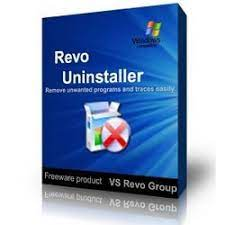 Windows
Revo
Uninstaller
Remove unwanted programs and traces easily
Freeware product VS Revo Group